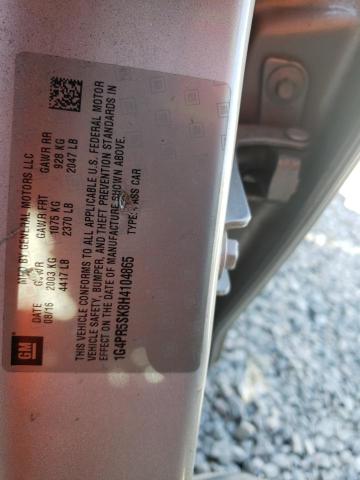 GM
MFD BY GENERAL MOTORS LLC
DATE GVWR GAWR FRT GAWR RR
08/16 2003 KG 1075 KG 928 KG
4417 LB 2370 LB 2047 LB
THIS VEHICLE CONFORMS TO ALL APPLICABLE U.S. FEDERAL MOTOR
VEHICLE SAFETY, BUMPER, AND THEFT PREVENTION STANDARDS IN
EFFECT ON THE DATE OF MANUFACTURE SHOWN ABOVE.
1G4PR5SK8H4104865 TYPE: CAR